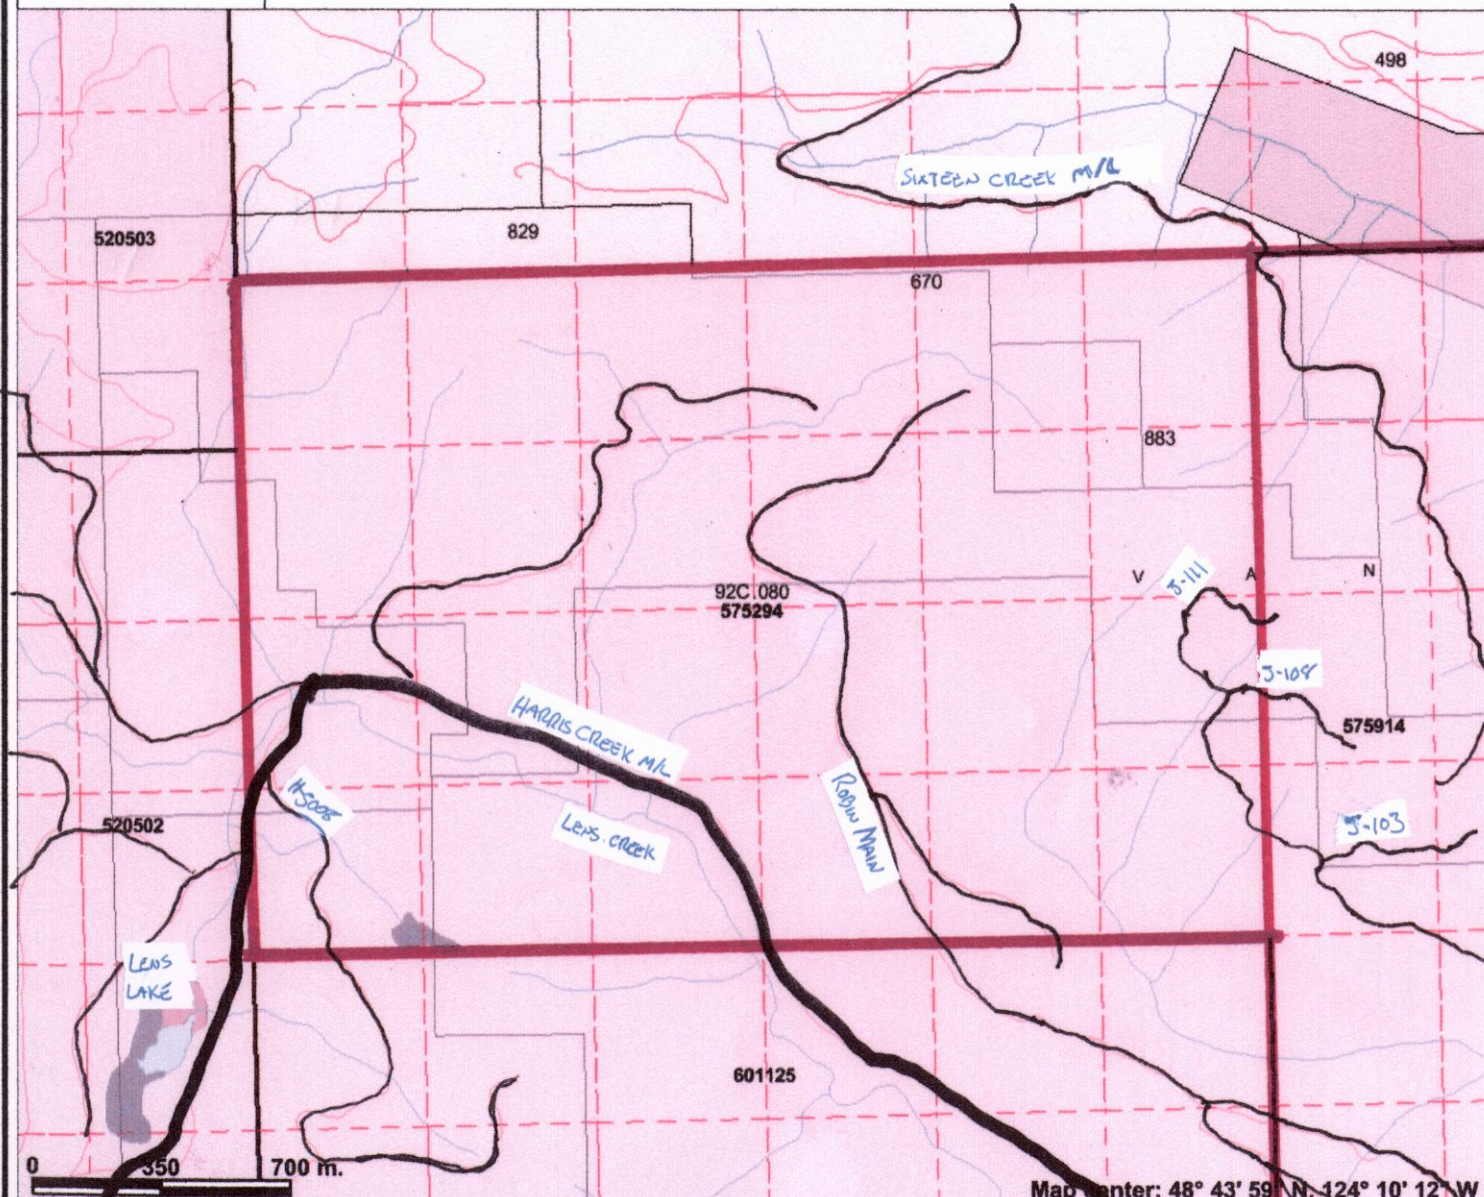 498
SIXTEEN CREEK M/L
520503
829
670
883
92C.080
575294
V A N
J-111
J-108
575914
HARRIS CREEK M/L
H500B
LENS CREEK
ROBIN MAIN
J-103
520502
LENS
LAKE
601125
0 350 700 m.
Map center: 48° 43' 59" N, 124° 10' 12" W